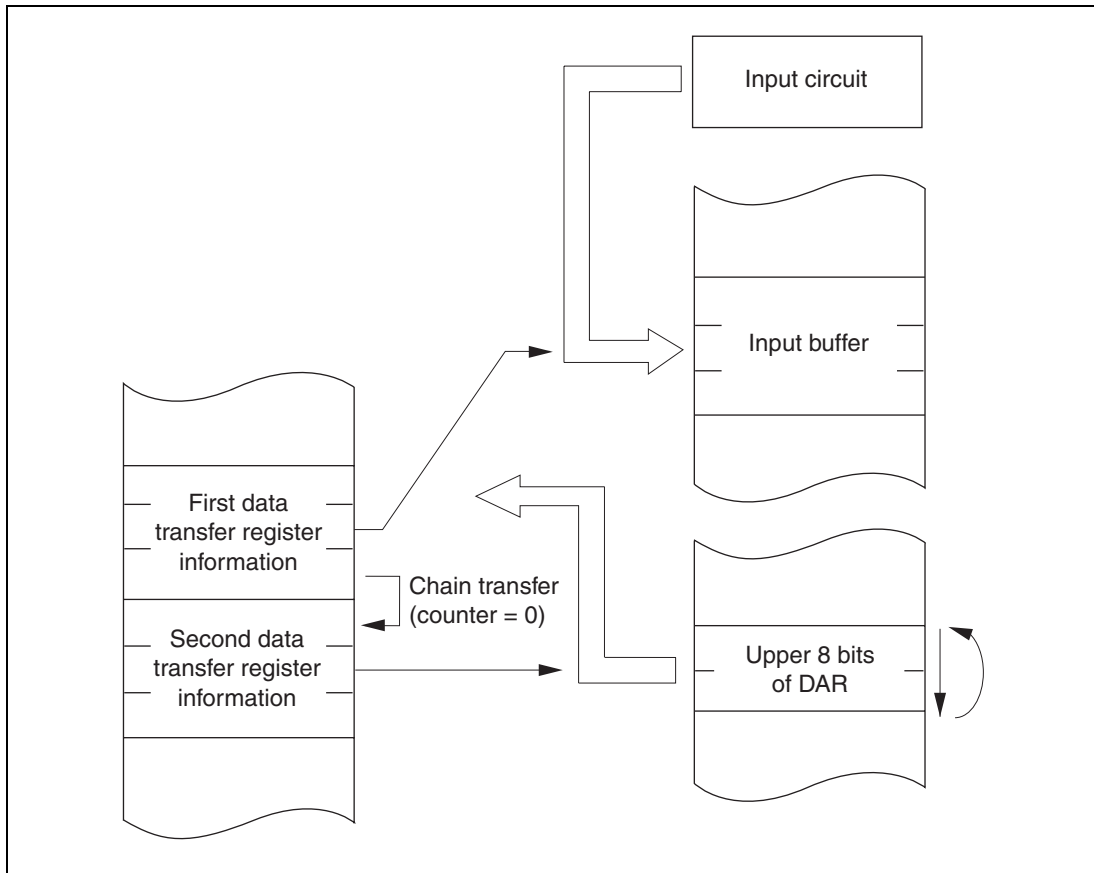 Input circuit
Input buffer
First data
transfer register
information
Chain transfer
(counter = 0)
Second data
transfer register
information
Upper 8 bits
of DAR